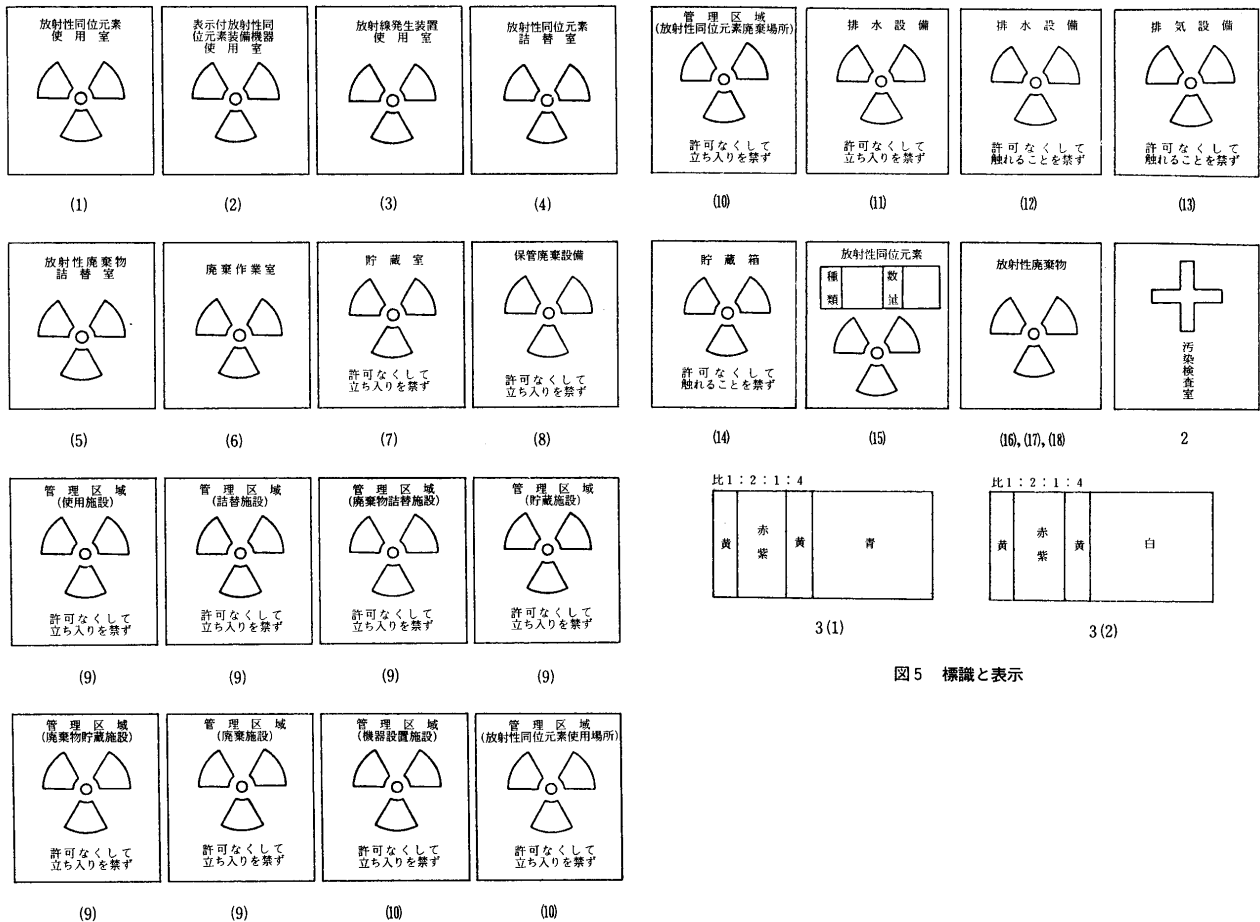 放射性同位元素
使用室
(1)
表示付放射性同
位元素装備機器
使用室
(2)
放射線発生装置
使用室
(3)
放射性同位元素
詰替室
(4)
放射性廃棄物
詰替室
(5)
廃棄作業室
(6)
貯蔵室
許可なくして
立ち入りを禁ず
(7)
保管廃棄設備
許可なくして
立ち入りを禁ず
(8)
管理区域
(使用施設)
許可なくして
立ち入りを禁ず
(9)
管理区域
(詰替施設)
許可なくして
立ち入りを禁ず
(9)
管理区域
(廃棄物詰替施設)
許可なくして
立ち入りを禁ず
(9)
管理区域
(貯蔵施設)
許可なくして
立ち入りを禁ず
(9)
管理区域
(廃棄物貯蔵施設)
許可なくして
立ち入りを禁ず
(9)
管理区域
(廃棄施設)
許可なくして
立ち入りを禁ず
(9)
管理区域
(機器設置施設)
許可なくして
立ち入りを禁ず
(10)
管理区域
(放射性同位元素使用場所)
許可なくして
立ち入りを禁ず
(10)
管理区域
(放射性同位元素廃棄場所)
許可なくして
立ち入りを禁ず
(10)
排水設備
許可なくして
立ち入りを禁ず
(11)
排水設備
許可なくして
触れることを禁ず
(12)
排気設備
許可なくして
触れることを禁ず
(13)
貯蔵箱
許可なくして
触れることを禁ず
(14)
放射性同位元素
種類
数量
(15)
放射性廃棄物
(16), (17), (18)
汚染検査室
2
比1:2:1:4
黄
赤紫
黄
青
3(1)
比1:2:1:4
黄
赤紫
黄
白
3(2)
図5 標識と表示